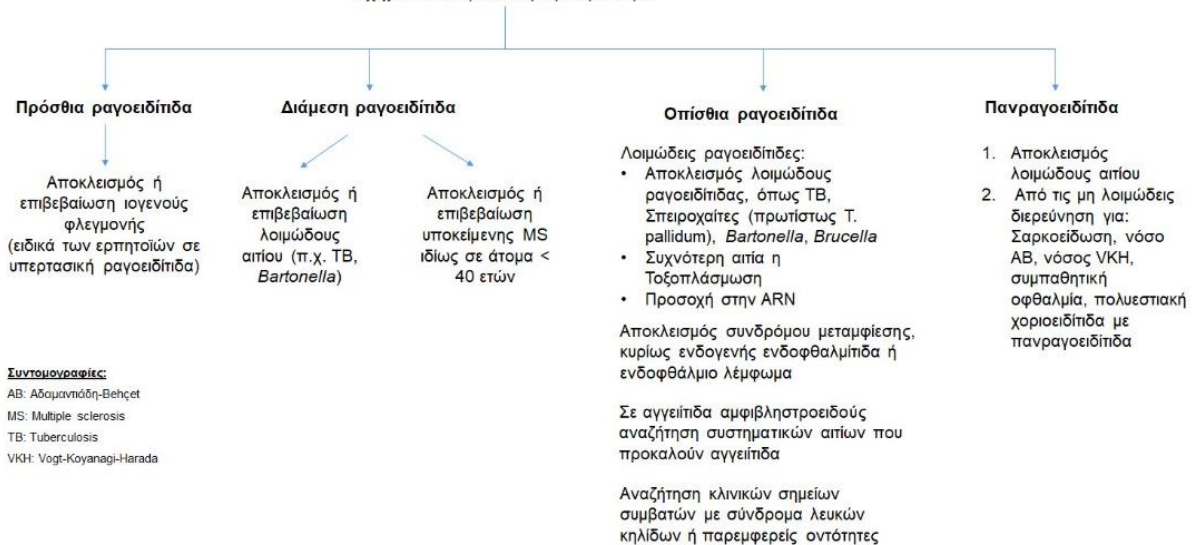 Πρόσθια ραγοειδίτιδα
Αποκλεισμός ή
επιβεβαίωση ιογενούς
φλεγμονής
(ειδικά των ερπητοϊών σε
υπερτασική ραγοειδίτιδα)
Διάμεση ραγοειδίτιδα
Αποκλεισμός ή
επιβεβαίωση
λοιμώδους
αιτίου (π.χ. TB,
Bartonella)
Αποκλεισμός ή
επιβεβαίωση
υποκείμενης MS
ιδίως σε άτομα <
40 ετών
Οπίσθια ραγοειδίτιδα
Λοιμώδεις ραγοειδίτιδες:
• Αποκλεισμός λοιμώδους
ραγοειδίτιδας, όπως TB,
Σπειροχαίτες (πρωτίστως T.
pallidum), Bartonella, Brucella
• Συχνότερη αιτία η
Τοξοπλάσμωση
• Προσοχή στην ARN
Αποκλεισμός συνδρόμου μεταμφίεσης,
κυρίως ενδογενής ενδοφθαλμίτιδα ή
ενδοφθάλμιο λέμφωμα
Σε αγγειίτιδα αμφιβληστροειδούς
αναζήτηση συστηματικών αιτίων που
προκαλούν αγγειίτιδα
Αναζήτηση κλινικών σημείων
συμβατών με σύνδρομα λευκών
κηλίδων ή παρεμφερείς οντότητες
Πανραγοειδίτιδα
1. Αποκλεισμός
λοιμώδους αιτίου
2. Από τις μη λοιμώδεις
διερεύνηση για:
Σαρκοείδωση, νόσο
ΑΒ, νόσος VKH,
συμπαθητική
οφθαλμία, πολυεστιακή
χοριοειδίτιδα με
πανραγοειδίτιδα
Συντομογραφίες:
AB: Αδαμαντιάδη-Behçet
MS: Multiple sclerosis
TB: Tuberculosis
VKH: Vogt-Koyanagi-Harada